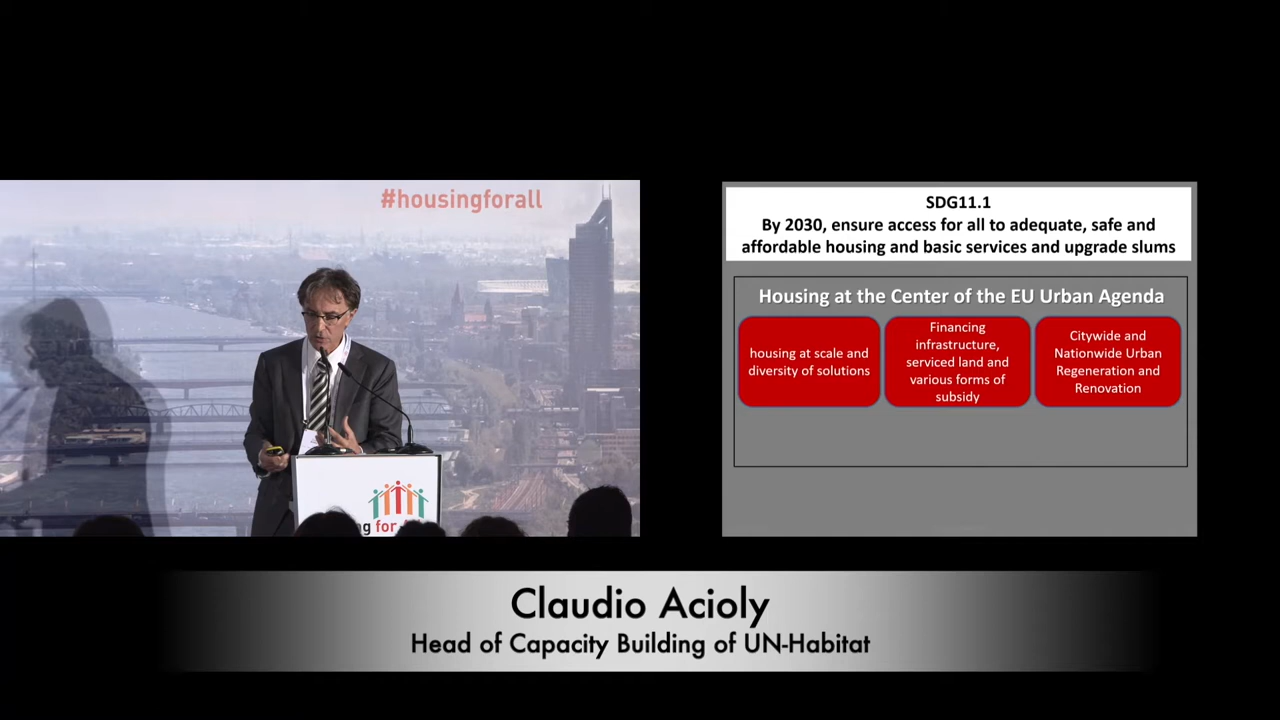 #housingforall
for
SDG11.1
By 2030, ensure access for all to adequate, safe and
affordable housing and basic services and upgrade slums
Housing at the Center of the EU Urban Agenda
housing at scale and
diversity of solutions
Financing
infrastructure,
serviced land and
various forms of
subsidy
Citywide and
Nationwide Urban
Regeneration and
Renovation
Claudio Acioly
Head of Capacity Building of UN-Habitat